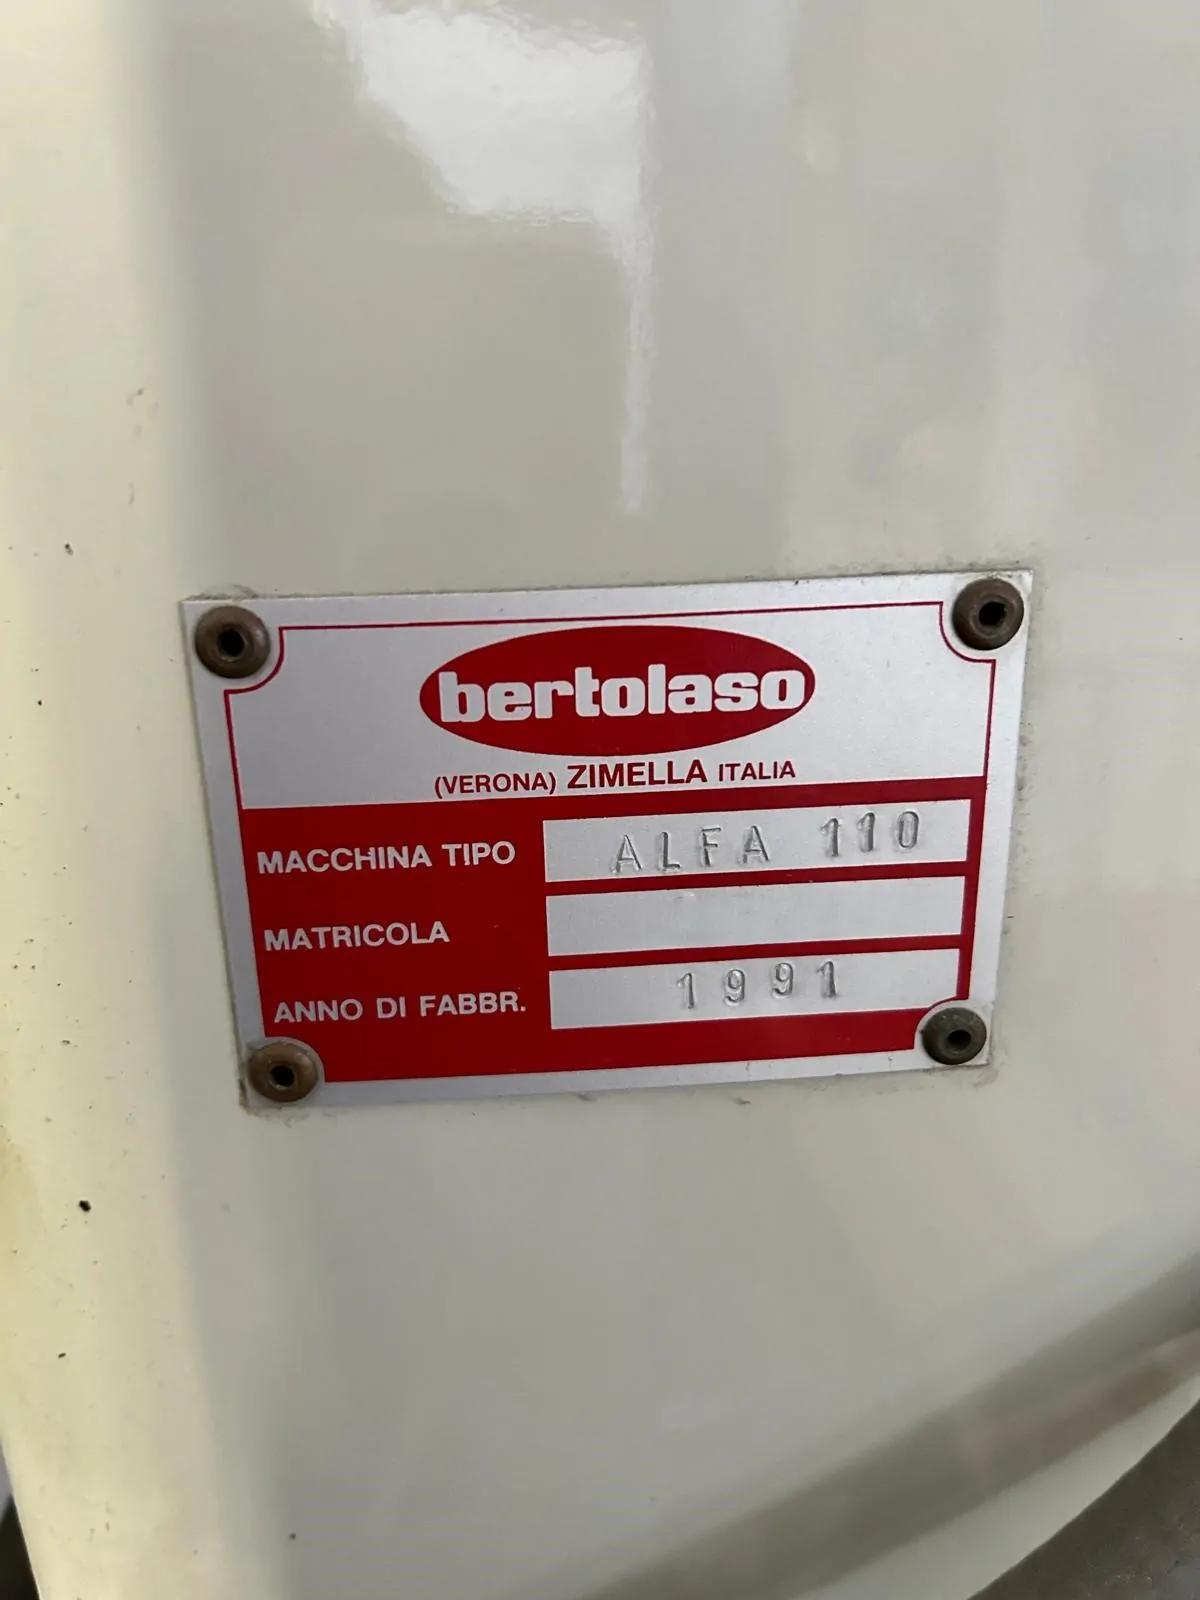 bertolaso
(VERONA) ZIMELLA ITALIA
MACCHINA TIPO ALFA 110
MATRICOLA
ANNO DI FABBR. 1991